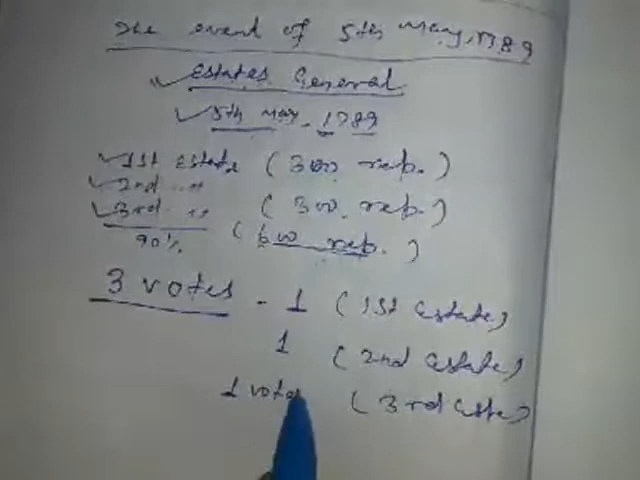 The event of 5th May, 1789
Estates General
5th May - 1789
1st Estate (300 rep.)
2nd " " (300 rep.)
3rd " " (600 rep.)
90%
3 votes - 1 (1st Estate)
1 (2nd Estate)
1 votes (3rd Estate)